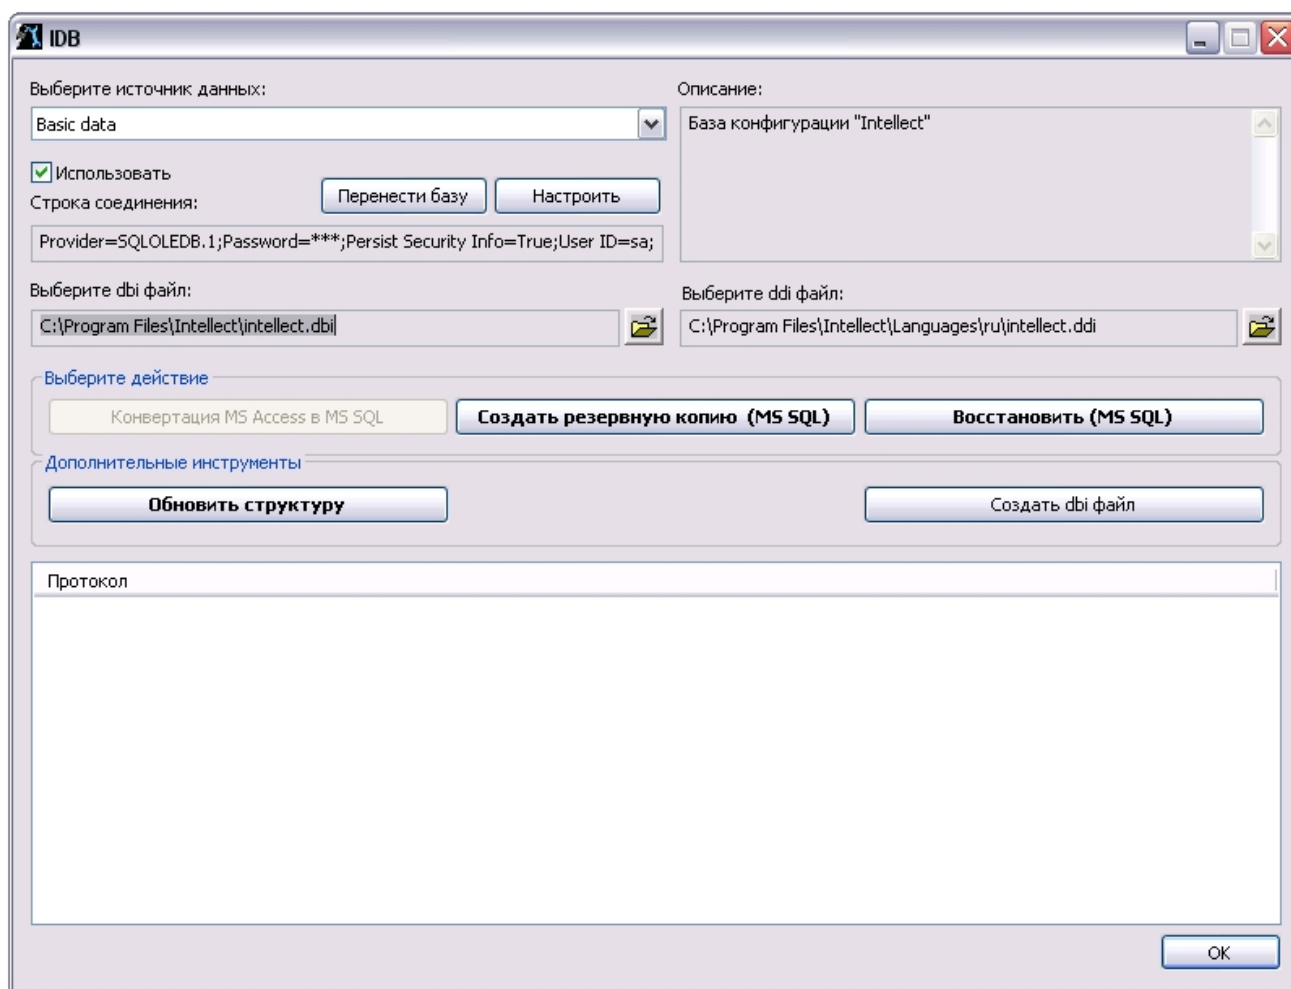 IDB
Выберите источник данных:
Описание:
Basic data
База конфигурации "Intellect"
Использовать
Перенести базу
Настроить
Строка соединения:
Provider=SQLOLEDB.1;Password=***;Persist Security Info=True;User ID=sa;
Выберите dbi файл:
Выберите ddi файл:
C:\Program Files\Intellect\intellect.dbi
C:\Program Files\Intellect\Languages\ru\intellect.ddi
Выберите действие
Конвертация MS Access в MS SQL
Создать резервную копию (MS SQL)
Восстановить (MS SQL)
Дополнительные инструменты
Обновить структуру
Создать dbi файл
Протокол
OK